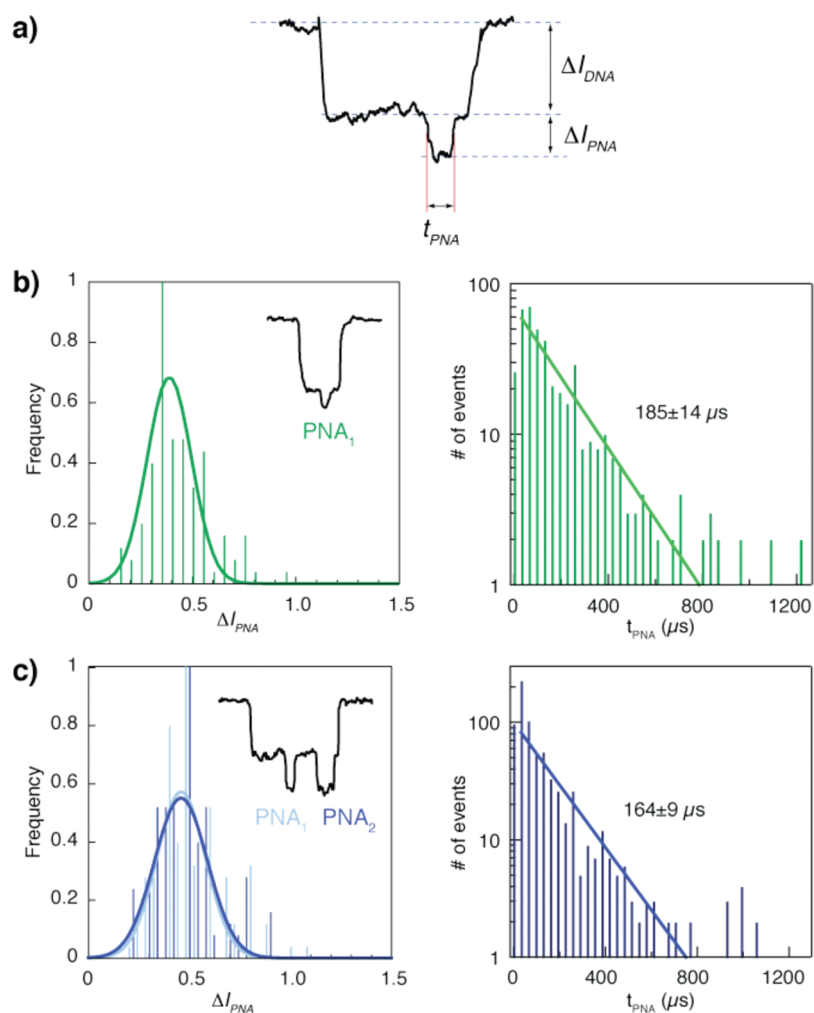 a)
ΔI_DNA
ΔI_PNA
t_PNA
b)
1
0.8
0.6
0.4
0.2
0
Frequency
PNA₁
0 0.5 1.0 1.5
ΔI_PNA
100
10
1
# of events
185±14 µs
0 400 800 1200
t_PNA (µs)
c)
1
0.8
0.6
0.4
0.2
0
Frequency
PNA₁ PNA₂
0 0.5 1.0 1.5
ΔI_PNA
100
10
1
# of events
164±9 µs
0 400 800 1200
t_PNA (µs)